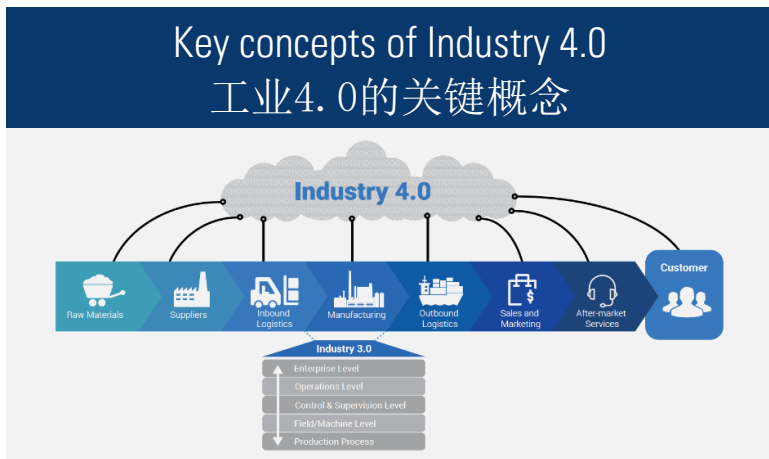 Key concepts of Industry 4.0
工业4.0的关键概念
Industry 4.0
Raw Materials
Suppliers
Inbound
Logistics
Manufacturing
Outbound
Logistics
Sales and
Marketing
After-market
Services
Customer
Industry 3.0
Enterprise Level
Operations Level
Control & Supervision Level
Field/Machine Level
Production Process